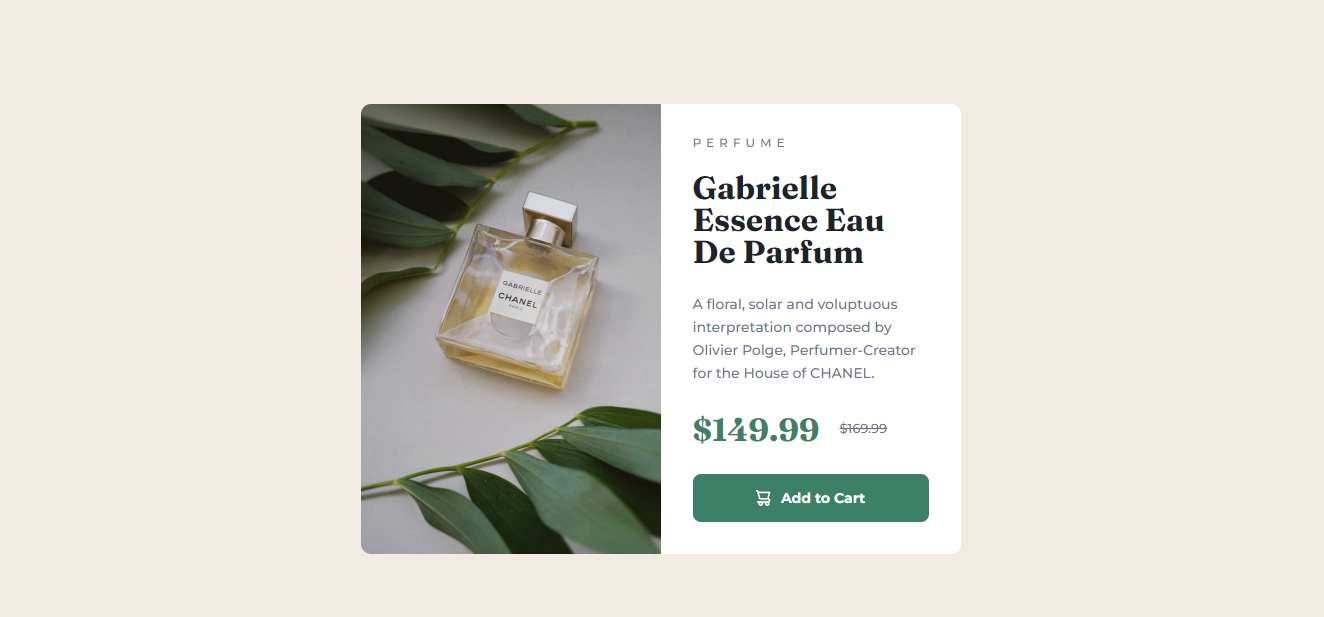 PERFUME
Gabrielle
Essence Eau
De Parfum
A floral, solar and voluptuous
interpretation composed by
Olivier Polge, Perfumer-Creator
for the House of CHANEL.
$149.99 $169.99
Add to Cart
GABRIELLE
CHANEL
PARIS